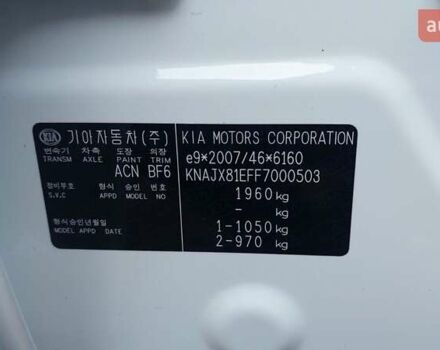 KIA 기아자동차(주)
변속기 차축 도장 의장
TRANSM AXLE PAINT TRIM
ACN BF6
정비부호 형식 승인 번호
S.V.C APPD MODEL NO
형식승인년월일
MODEL APPD DATE
KIA MOTORS CORPORATION
e9*2007/46*6160
KNAJX81EFF7000503
1960 kg
- kg
1-1050 kg
2-970 kg